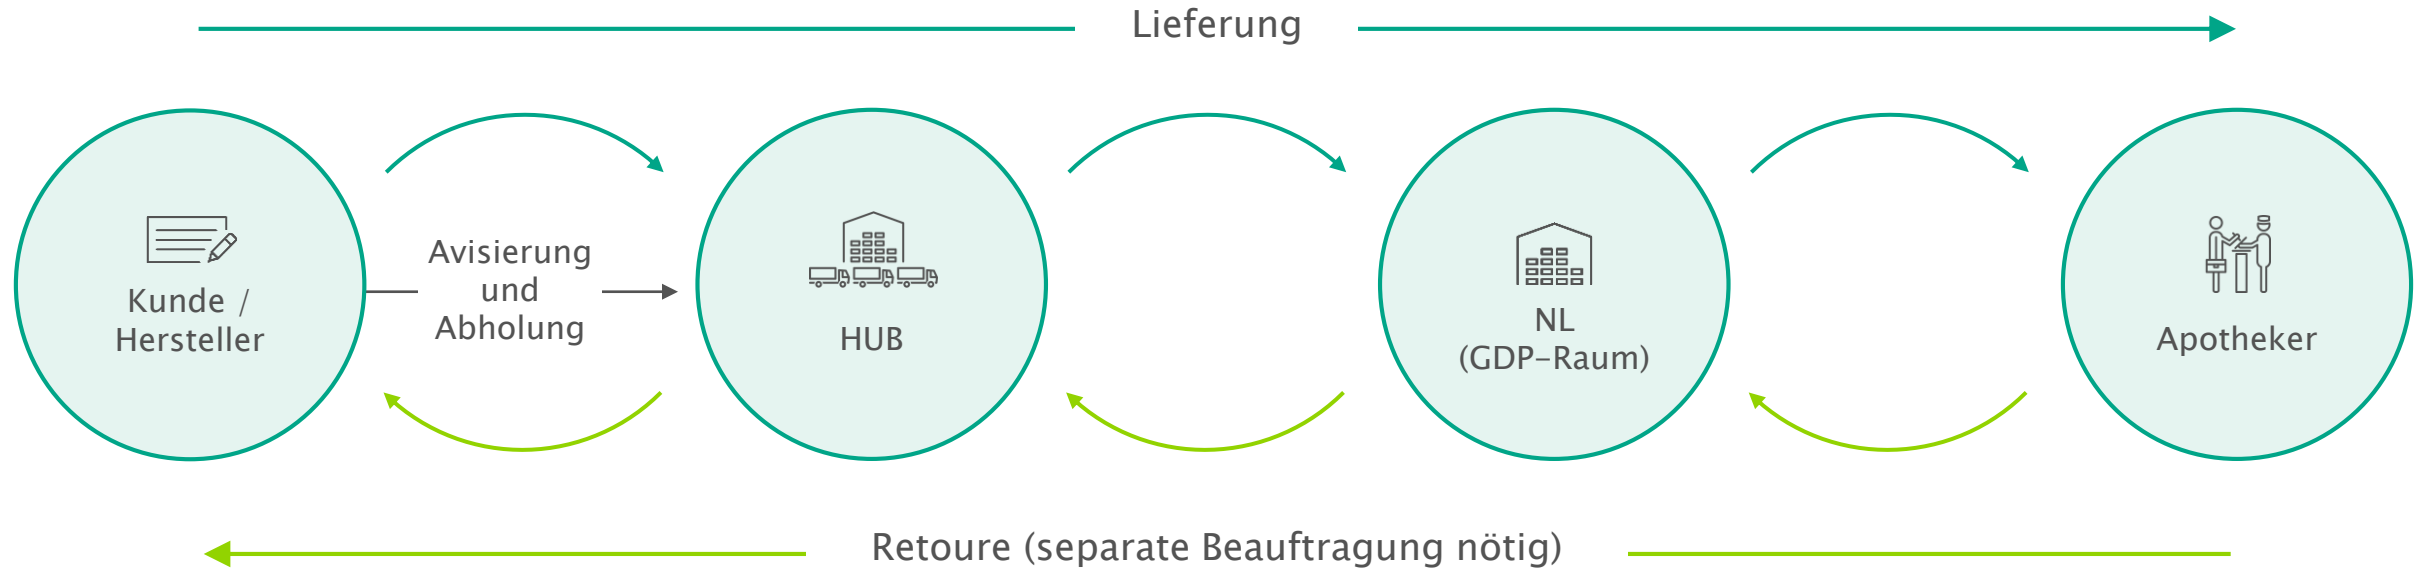 Lieferung
Kunde /
Hersteller
Avisierung
und
Abholung
HUB
NL
(GDP-Raum)
Apotheker
Retoure (separate Beauftragung nötig)